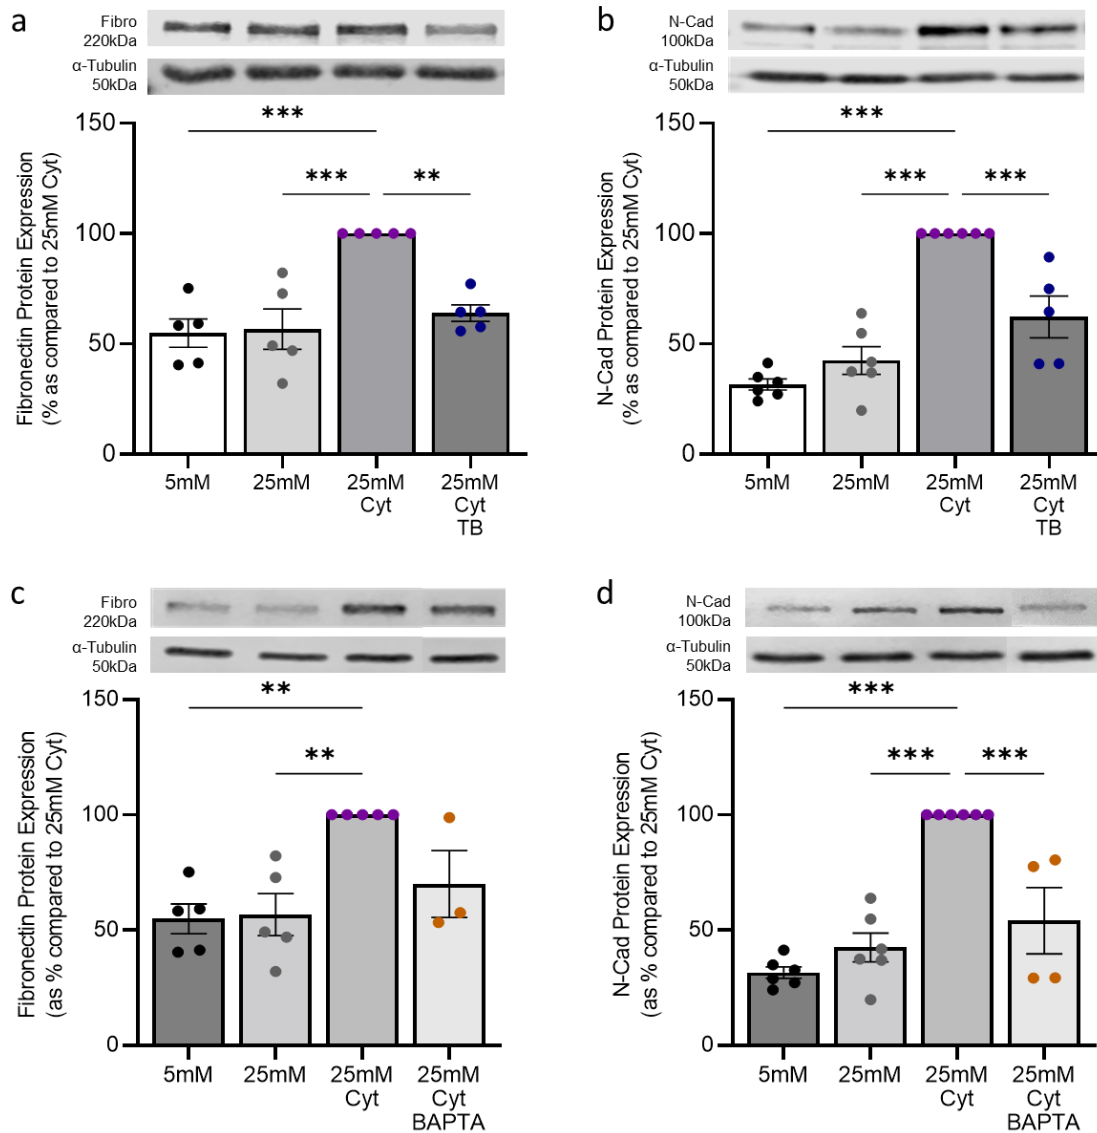 a
Fibro
220kDa
α-Tubulin
50kDa
***
***
**
150
100
50
0
Fibronectin Protein Expression
(% as compared to 25mM Cyt)
5mM
25mM
25mM
Cyt
25mM
Cyt
TB
b
N-Cad
100kDa
α-Tubulin
50kDa
***
***
***
150
100
50
0
N-Cad Protein Expression
(% as compared to 25mM Cyt)
5mM
25mM
25mM
Cyt
25mM
Cyt
TB
c
Fibro
220kDa
α-Tubulin
50kDa
**
**
150
100
50
0
Fibronectin Protein Expression
(as % compared to 25mM Cyt)
5mM
25mM
25mM
Cyt
25mM
Cyt
BAPTA
d
N-Cad
100kDa
α-Tubulin
50kDa
***
***
***
150
100
50
0
N-Cad Protein Expression
(as % compared to 25mM Cyt)
5mM
25mM
25mM
Cyt
25mM
Cyt
BAPTA